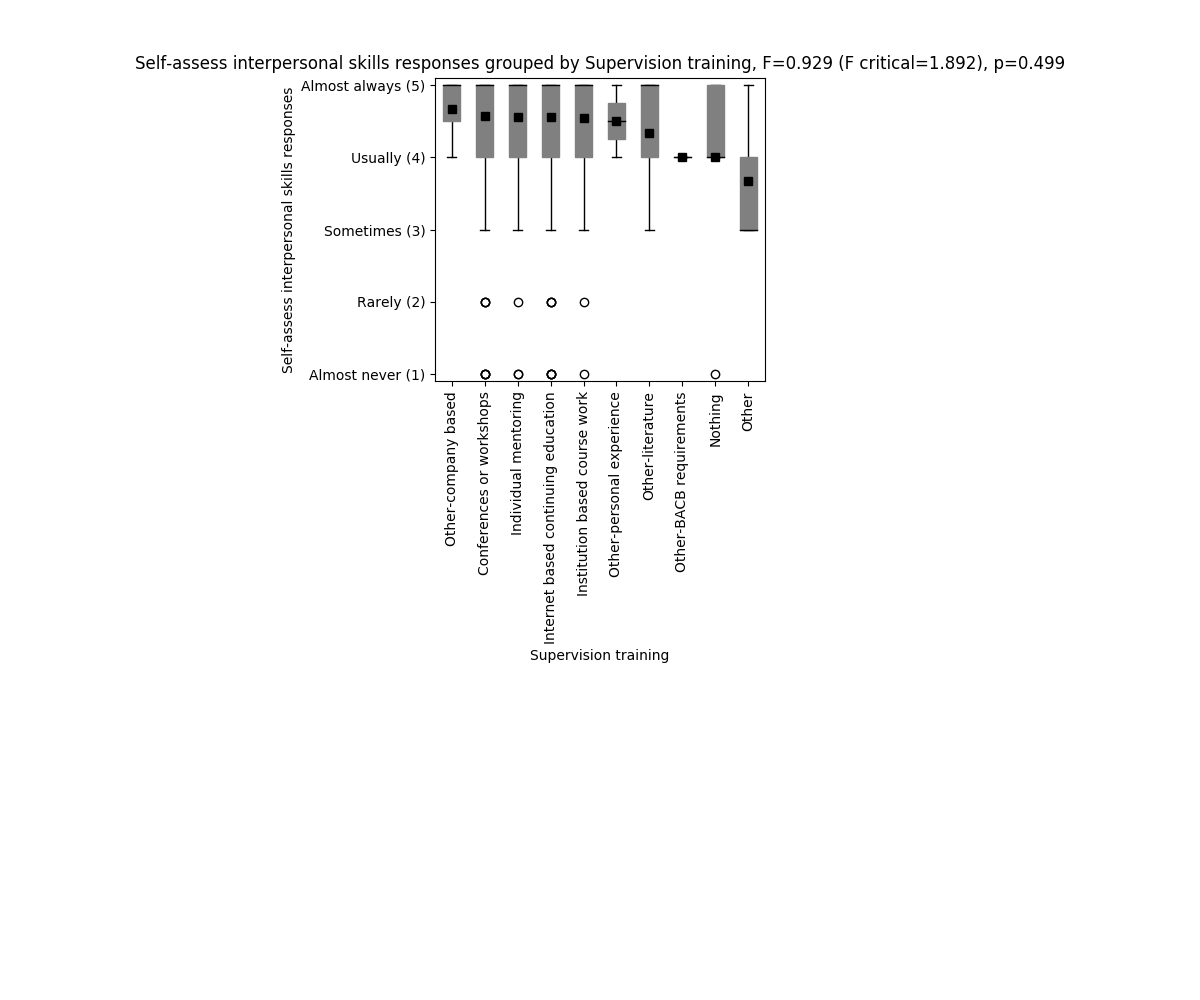 Self-assess interpersonal skills responses grouped by Supervision training, F=0.929 (F critical=1.892), p=0.499
Self-assess interpersonal skills responses
Almost always (5)
Usually (4)
Sometimes (3)
Rarely (2)
Almost never (1)
Other-company based
Conferences or workshops
Individual mentoring
Internet based continuing education
Institution based course work
Other-personal experience
Other-literature
Other-BACB requirements
Nothing
Other
Supervision training